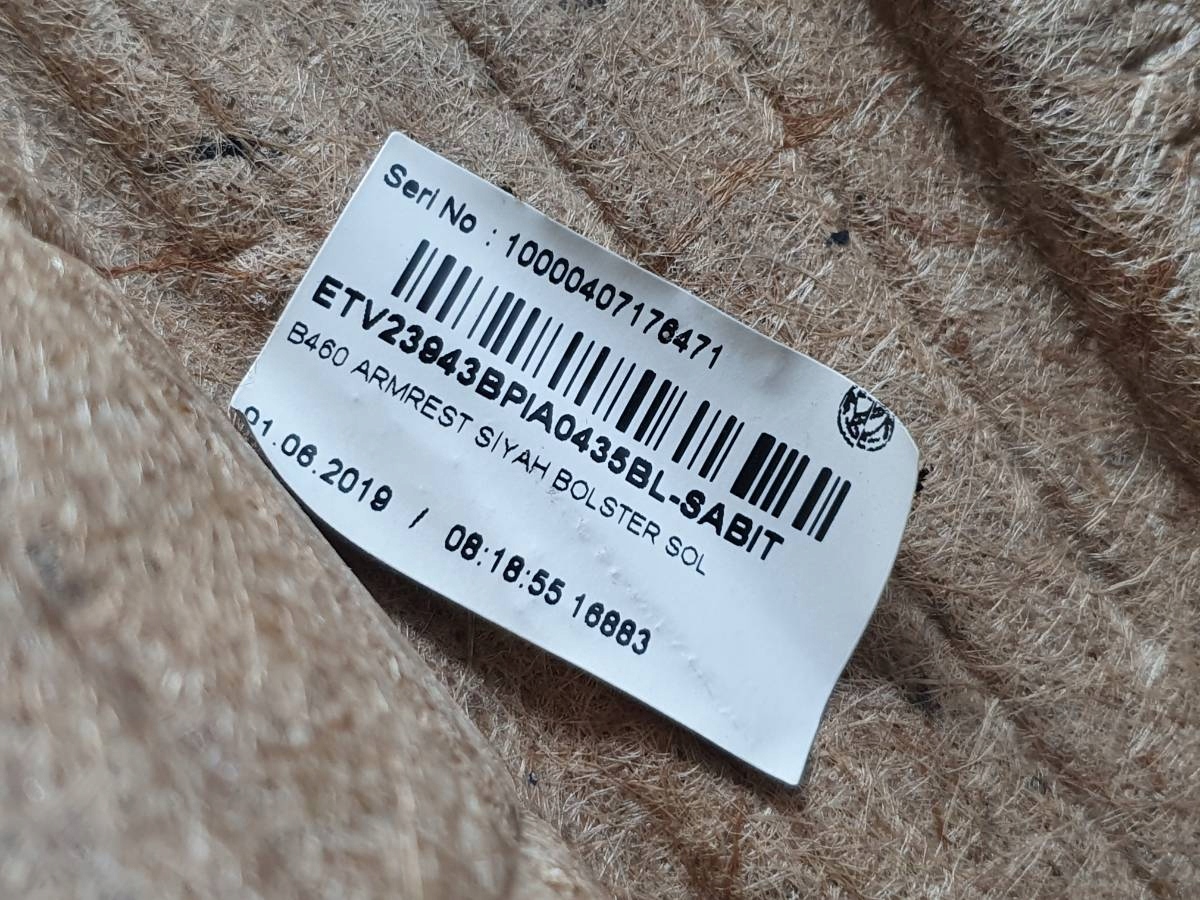 Seri No : 10000407176471
ETV23943BPIA0435BL-SABIT
B460 ARMREST SIYAH BOLSTER SOL
01.06.2019 / 08:18:55 16883